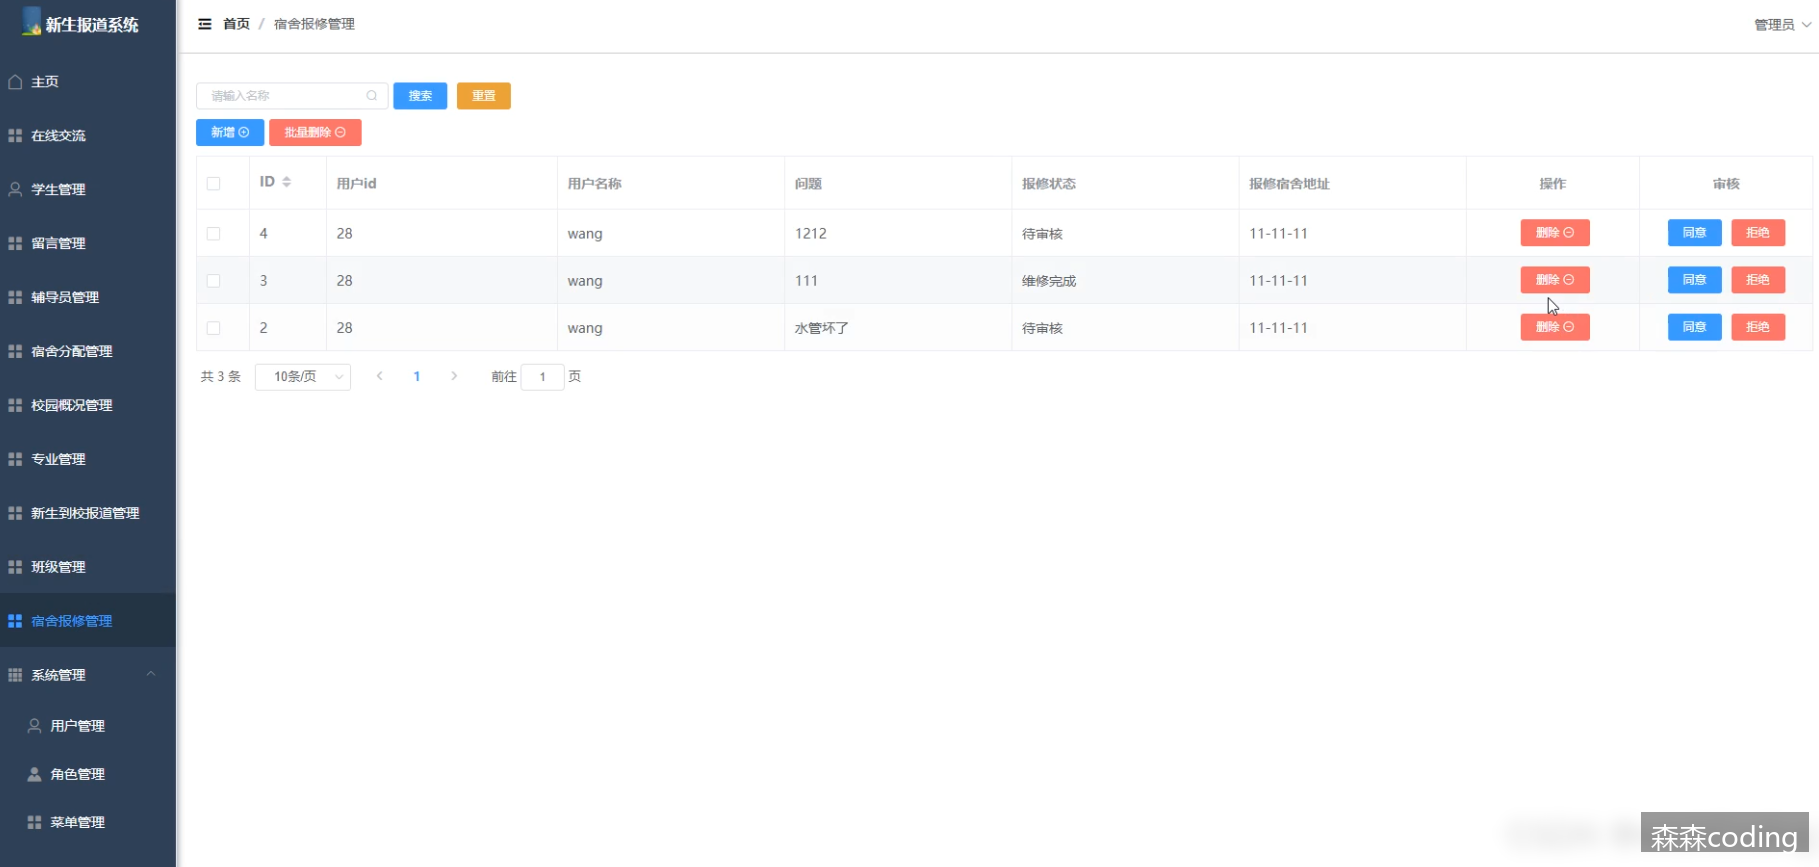 新生报道系统
首页 / 宿舍报修管理
管理员
主页
在线交流
学生管理
留言管理
辅导员管理
宿舍分配管理
校园概况管理
专业管理
新生到校报道管理
班级管理
宿舍报修管理
系统管理
用户管理
角色管理
菜单管理
请输入名称 搜索 重置
新增 批量删除
ID 用户id 用户名称 问题 报修状态 报修宿舍地址 操作 审核
4 28 wang 1212 待审核 11-11-11 删除 同意 拒绝
3 28 wang 111 维修完成 11-11-11 删除 同意 拒绝
2 28 wang 水管坏了 待审核 11-11-11 删除 同意 拒绝
共 3 条 10条/页 1 前往 1 页
森森coding